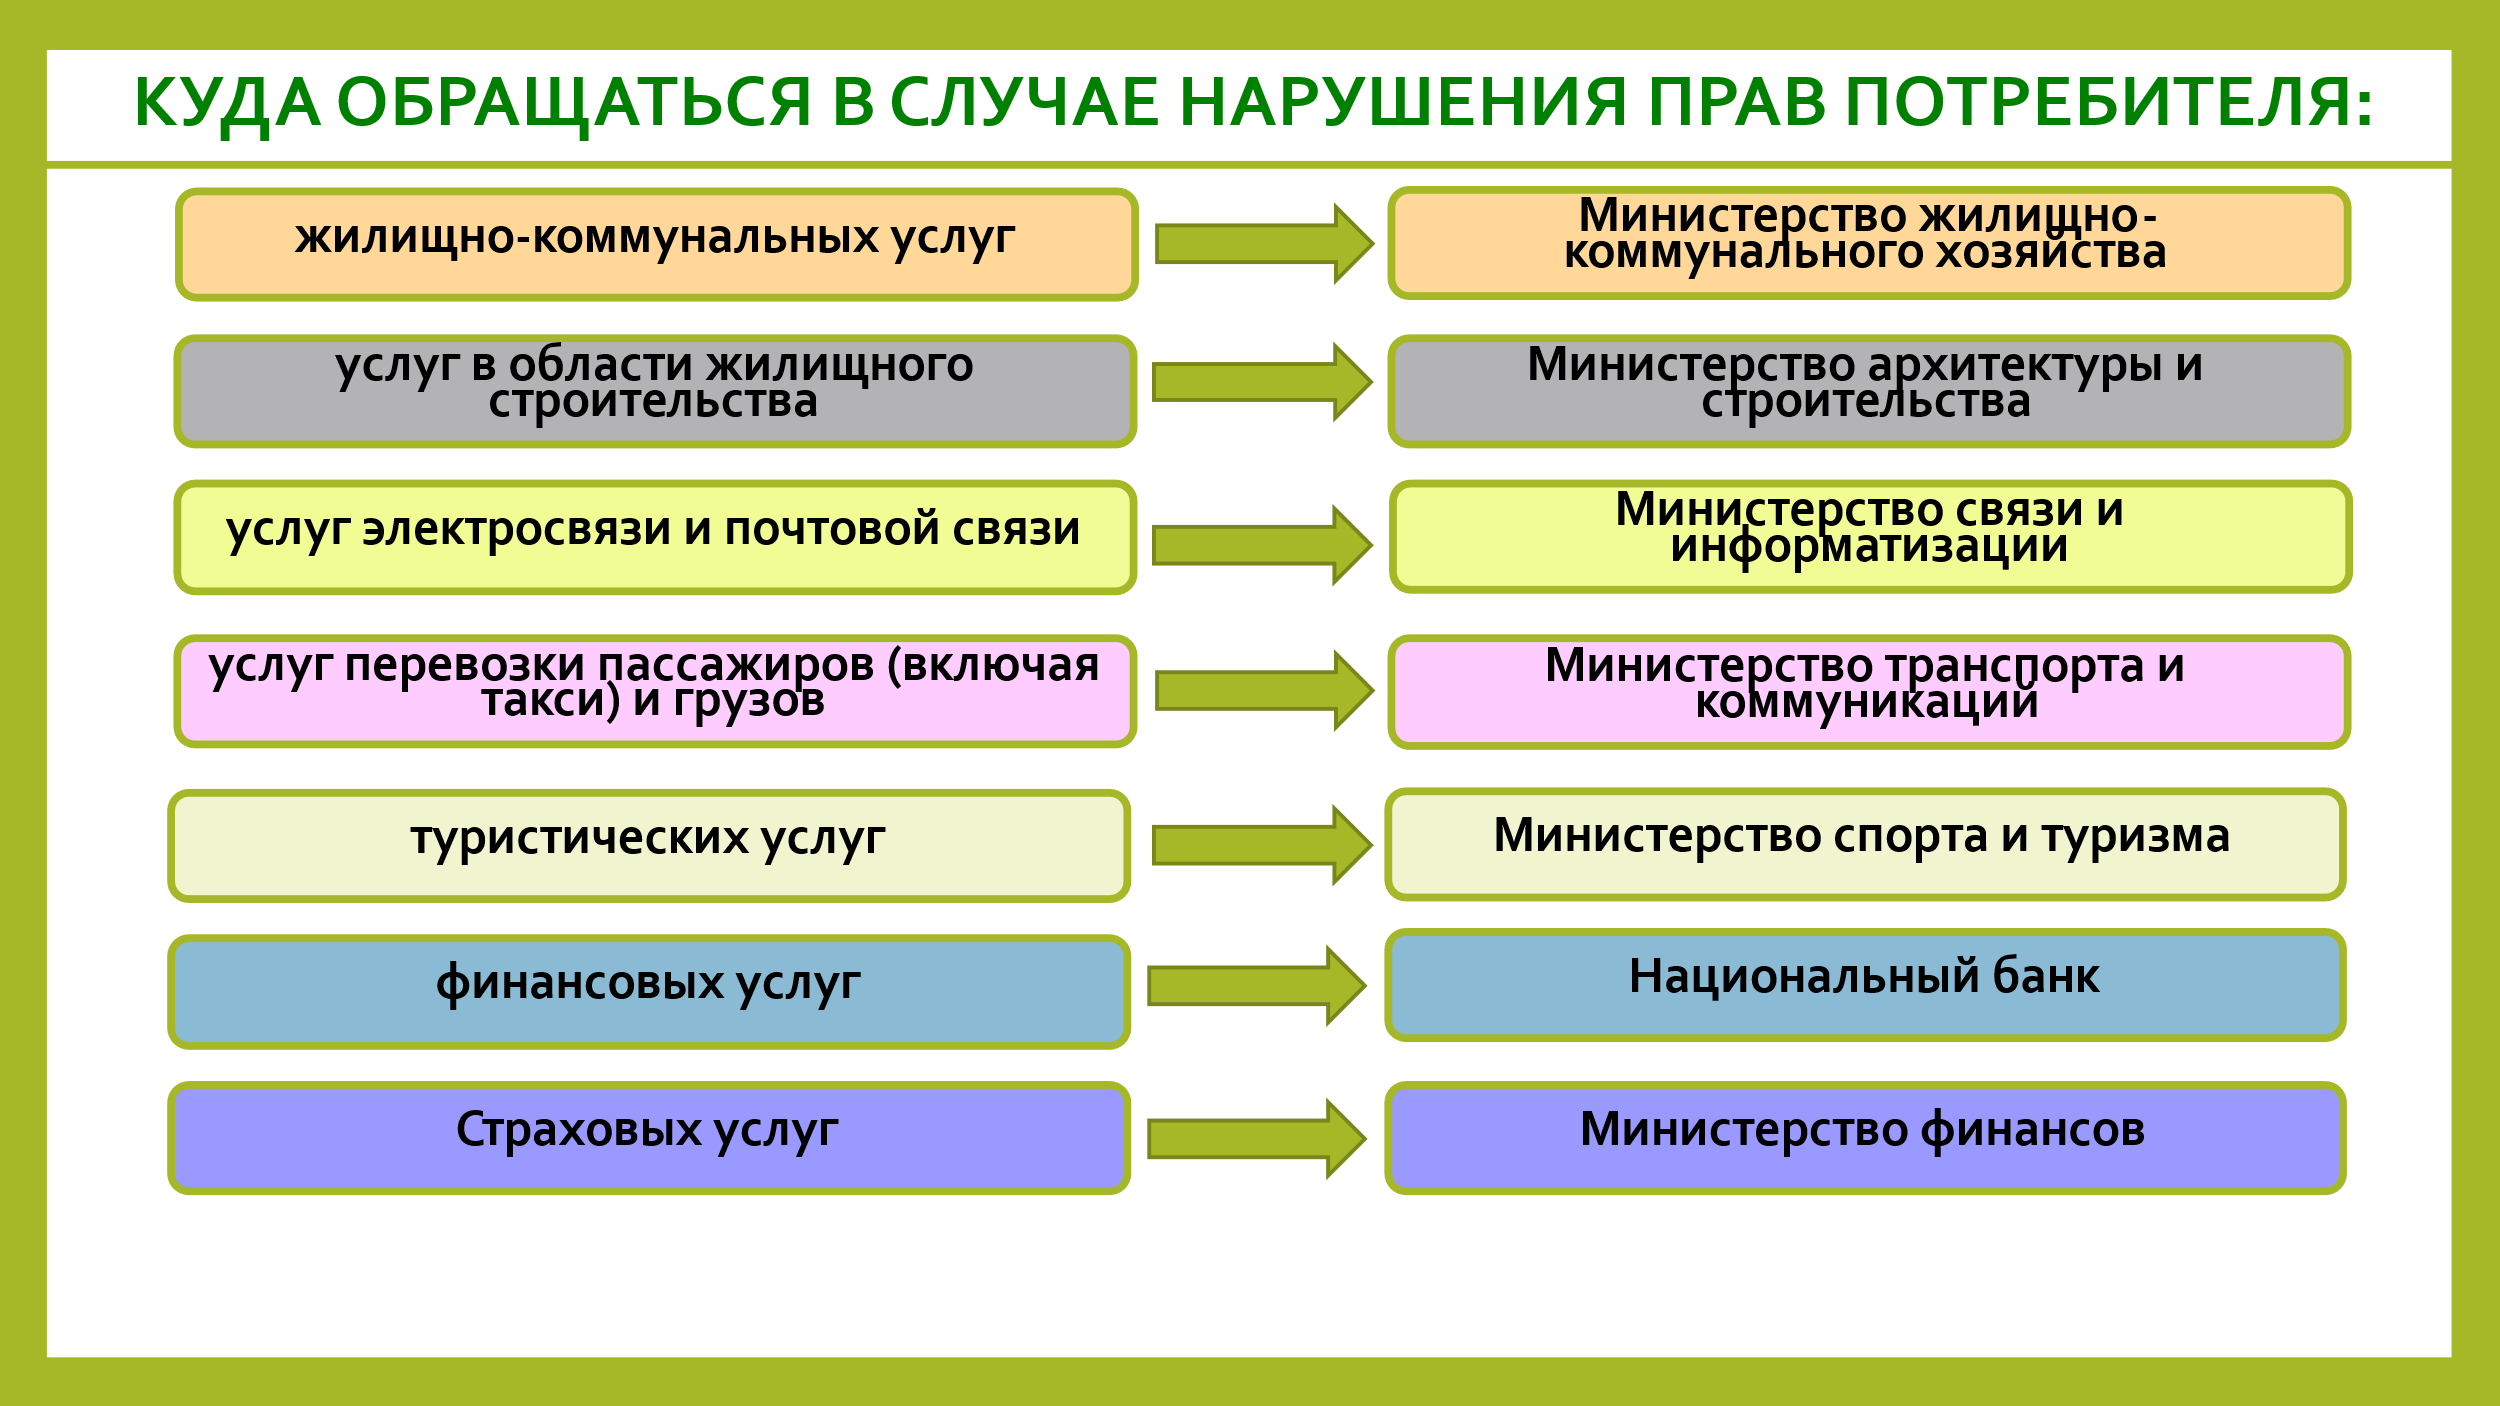 КУДА ОБРАЩАТЬСЯ В СЛУЧАЕ НАРУШЕНИЯ ПРАВ ПОТРЕБИТЕЛЯ:
жилищно-коммунальных услуг
Министерство жилищно-
коммунального хозяйства
услуг в области жилищного
строительства
Министерство архитектуры и
строительства
услуг электросвязи и почтовой связи
Министерство связи и
информатизации
услуг перевозки пассажиров (включая
такси) и грузов
Министерство транспорта и
коммуникаций
туристических услуг
Министерство спорта и туризма
финансовых услуг
Национальный банк
Страховых услуг
Министерство финансов